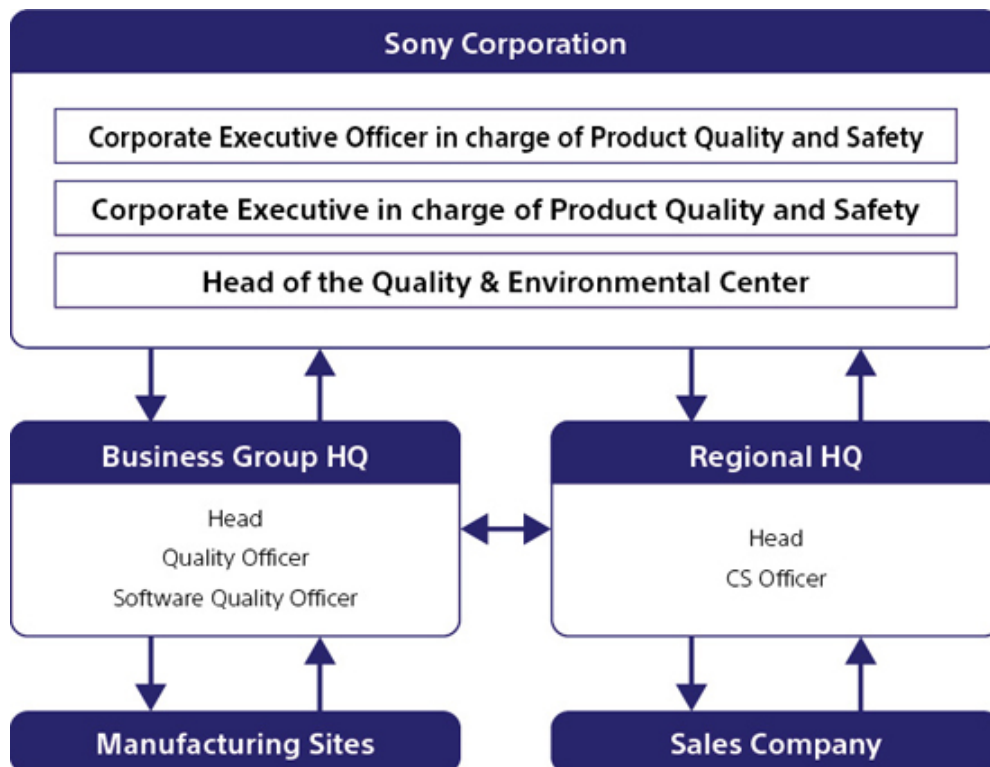 Sony Corporation
Corporate Executive Officer in charge of Product Quality and Safety
Corporate Executive in charge of Product Quality and Safety
Head of the Quality & Environmental Center
Business Group HQ
Head
Quality Officer
Software Quality Officer
Regional HQ
Head
CS Officer
Manufacturing Sites
Sales Company